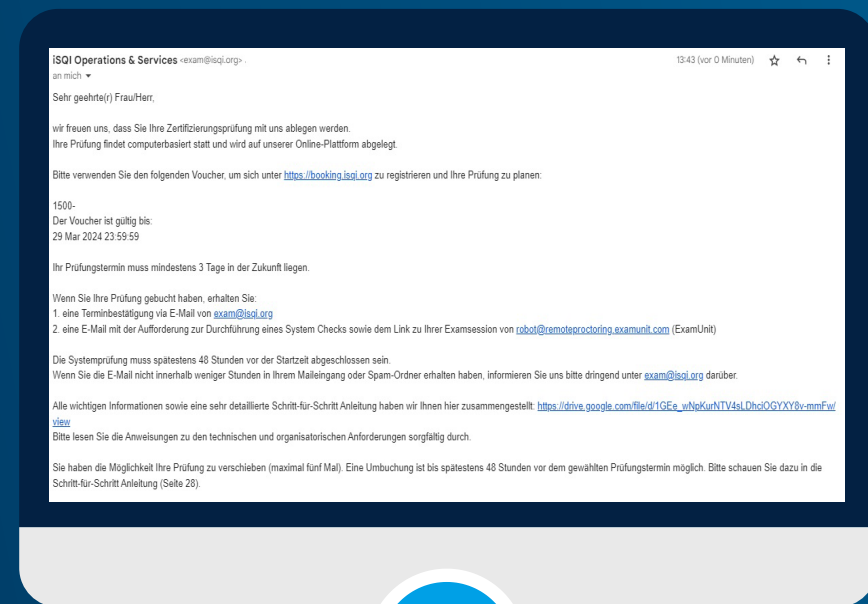 iSQI Operations & Services <exam@isqi.org> 13:43 (vor 0 Minuten)
an mich
Sehr geehrte(r) Frau/Herr,
wir freuen uns, dass Sie Ihre Zertifizierungsprüfung mit uns ablegen werden.
Ihre Prüfung findet computerbasiert statt und wird auf unserer Online-Plattform abgelegt.
Bitte verwenden Sie den folgenden Voucher, um sich unter https://booking.isqi.org zu registrieren und Ihre Prüfung zu planen:
1500-
Der Voucher ist gültig bis:
29 Mar 2024 23:59:59
Ihr Prüfungstermin muss mindestens 3 Tage in der Zukunft liegen.
Wenn Sie Ihre Prüfung gebucht haben, erhalten Sie:
1. eine Terminbestätigung via E-Mail von exam@isqi.org
2. eine E-Mail mit der Aufforderung zur Durchführung eines System Checks sowie dem Link zu Ihrer Examsession von robot@remoteproctoring.examunit.com (ExamUnit)
Die Systemprüfung muss spätestens 48 Stunden vor der Startzeit abgeschlossen sein.
Wenn Sie die E-Mail nicht innerhalb weniger Stunden in Ihrem Maileingang oder Spam-Ordner erhalten haben, informieren Sie uns bitte dringend unter exam@isqi.org darüber.
Alle wichtigen Informationen sowie eine sehr detaillierte Schritt-für-Schritt Anleitung haben wir Ihnen hier zusammengestellt: https://drive.google.com/file/d/1GEe_wNpKurNTV4sLDhciOGYXY8v-mmFw/
view
Bitte lesen Sie die Anweisungen zu den technischen und organisatorischen Anforderungen sorgfältig durch.
Sie haben die Möglichkeit Ihre Prüfung zu verschieben (maximal fünf Mal). Eine Umbuchung ist bis spätestens 48 Stunden vor dem gewählten Prüfungstermin möglich. Bitte schauen Sie dazu in die
Schritt-für-Schritt Anleitung (Seite 28).